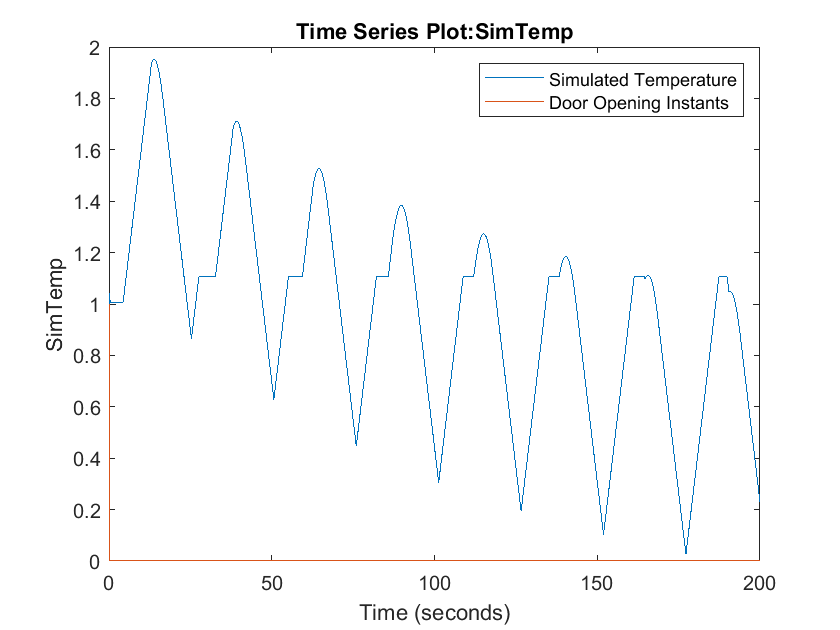 Time Series Plot:SimTemp
Simulated Temperature
Door Opening Instants
2
1.8
1.6
1.4
1.2
1
0.8
0.6
0.4
0.2
0
SimTemp
0 50 100 150 200
Time (seconds)